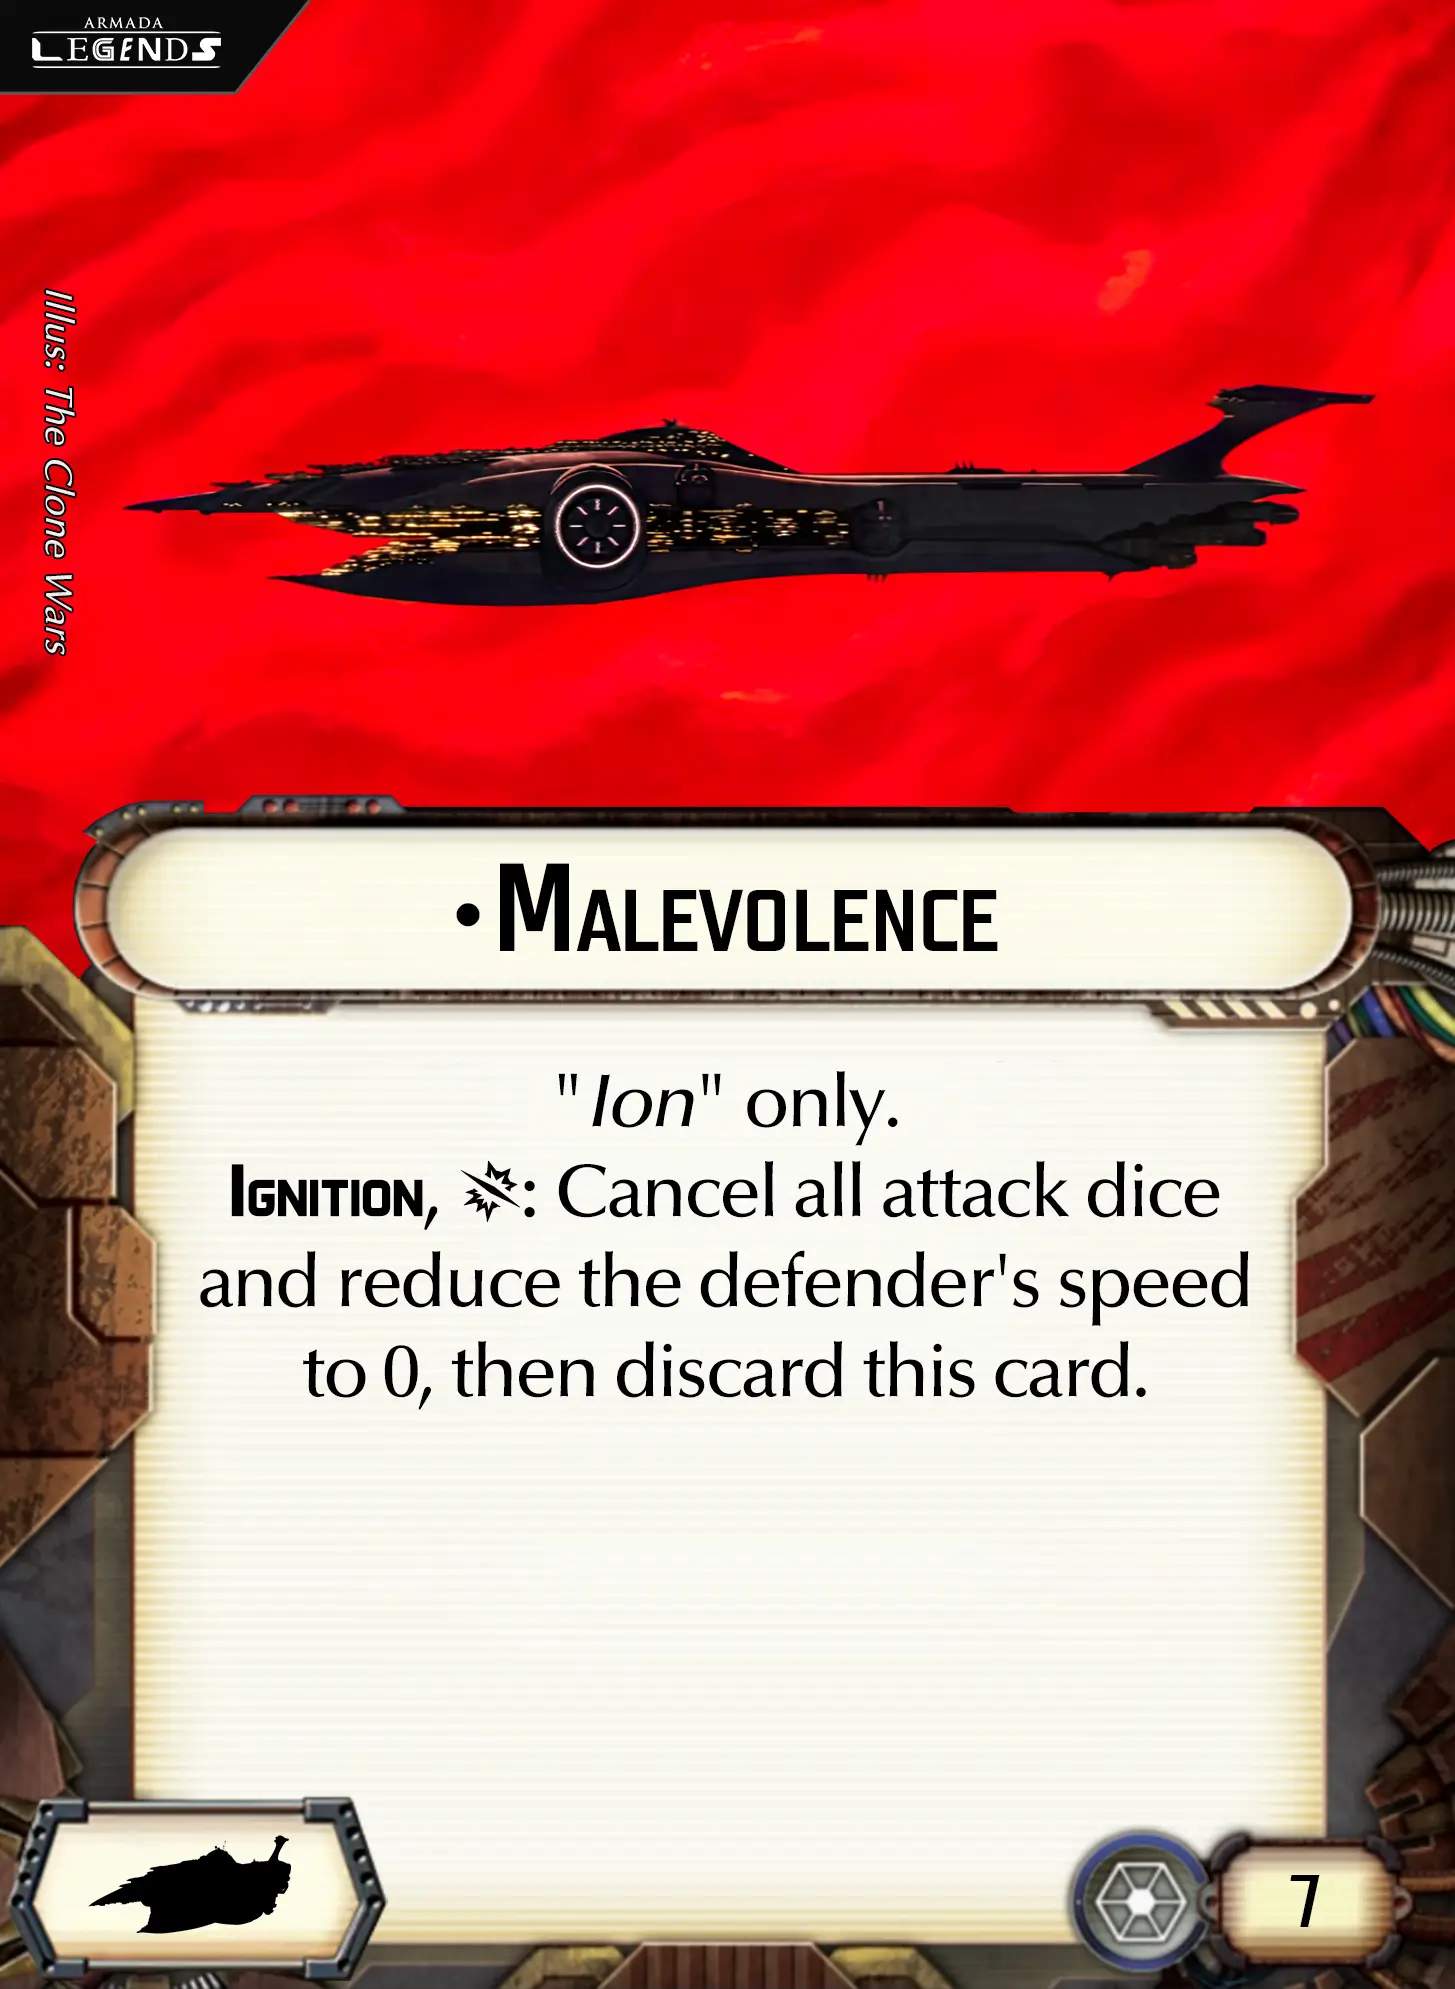 ARMADA
LEGENDS
Illus: The Clone Wars
• MALEVOLENCE
"Ion" only.
IGNITION, : Cancel all attack dice
and reduce the defender's speed
to 0, then discard this card.
7